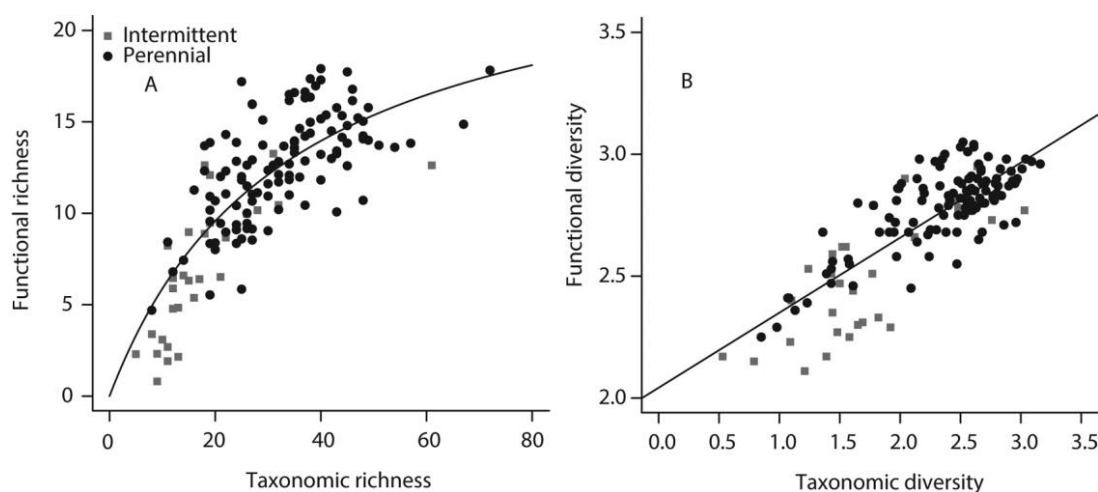 20
15
10
5
0
Functional richness
Intermittent
Perennial
A
0
20
40
60
80
Taxonomic richness
3.5
3.0
2.5
2.0
Functional diversity
B
0.0
0.5
1.0
1.5
2.0
2.5
3.0
3.5
Taxonomic diversity